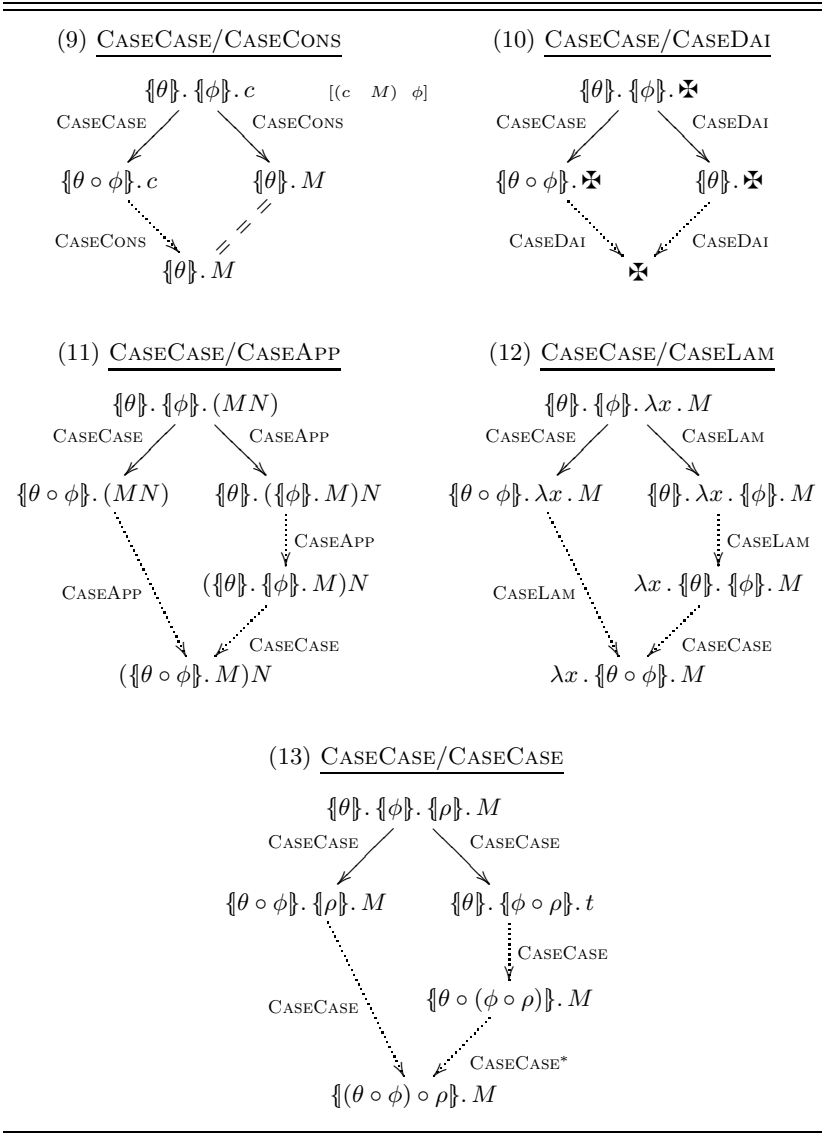 (9) CaseCase/CaseCons
{|θ|}. {|φ|}. c [(c M) φ]
CaseCase CaseCons
{|θ ∘ φ|}. c {|θ|}. M
CaseCons
{|θ|}. M
(10) CaseCase/CaseDai
{|θ|}. {|φ|}. ✠
CaseCase CaseDai
{|θ ∘ φ|}. ✠ {|θ|}. ✠
CaseDai CaseDai
✠
(11) CaseCase/CaseApp
{|θ|}. {|φ|}. (MN)
CaseCase CaseApp
{|θ ∘ φ|}. (MN) {|θ|}. ({|φ|}. M)N
CaseApp
CaseApp ({|θ|}. {|φ|}. M)N
CaseCase
({|θ ∘ φ|}. M)N
(12) CaseCase/CaseLam
{|θ|}. {|φ|}. λx . M
CaseCase CaseLam
{|θ ∘ φ|}. λx . M {|θ|}. λx . {|φ|}. M
CaseLam
CaseLam λx . {|θ|}. {|φ|}. M
CaseCase
λx . {|θ ∘ φ|}. M
(13) CaseCase/CaseCase
{|θ|}. {|φ|}. {|ρ|}. M
CaseCase CaseCase
{|θ ∘ φ|}. {|ρ|}. M {|θ|}. {|φ ∘ ρ|}. t
CaseCase
CaseCase {|θ ∘ (φ ∘ ρ)|}. M
CaseCase*
{|(θ ∘ φ) ∘ ρ|}. M